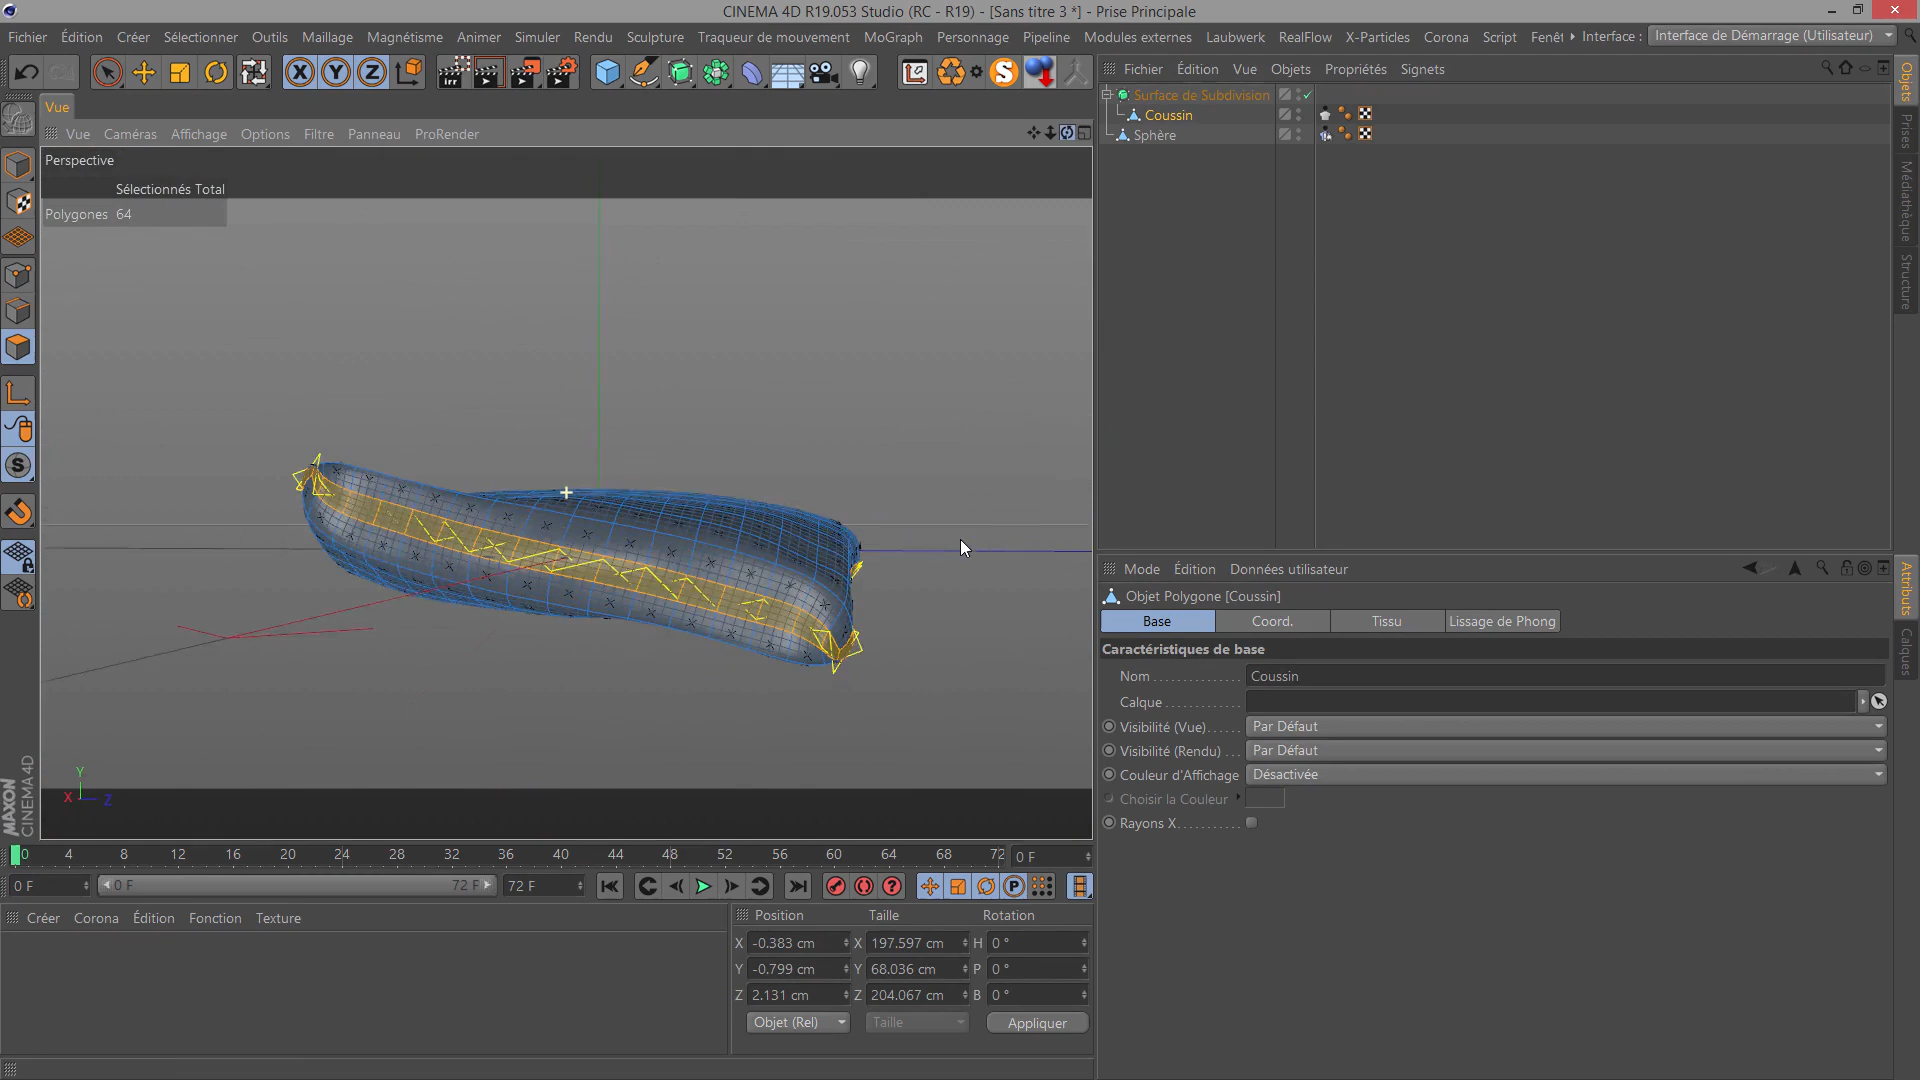 CINEMA 4D R19.053 Studio (RC - R19) - [Sans titre 3 *] - Prise Principale
Fichier Édition Créer Sélectionner Outils Maillage Magnétisme Animer Simuler Rendu Sculpture Traqueur de mouvement MoGraph Personnage Pipeline Modules externes Laubwerk RealFlow X-Particles Corona Script Fenêt Interface : Interface de Démarrage (Utilisateur)
X Y Z irr S
Fichier Édition Vue Objets Propriétés Signets
Surface de Subdivision
Coussin
Sphère
Objets
Prises
Médiathèque
Structure
Vue
Vue Caméras Affichage Options Filtre Panneau ProRender
Perspective
Sélectionnés Total
Polygones 64
S
Y
X Z
MAXON
CINEMA 4D
Mode Édition Données utilisateur
Objet Polygone [Coussin]
Base Coord. Tissu Lissage de Phong
Caractéristiques de base
Nom Coussin
Calque
Visibilité (Vue) Par Défaut
Visibilité (Rendu) Par Défaut
Couleur d'Affichage Désactivée
Choisir la Couleur
Rayons X
Attributs
Calques
0 4 8 12 16 20 24 28 32 36 40 44 48 52 56 60 64 68 72 0 F
0 F 0 F 72 F 72 F ? P
Créer Corona Édition Fonction Texture
Position Taille Rotation
X -0.383 cm X 197.597 cm H 0 °
Y -0.799 cm Y 68.036 cm P 0 °
Z 2.131 cm Z 204.067 cm B 0 °
Objet (Rel) Taille Appliquer